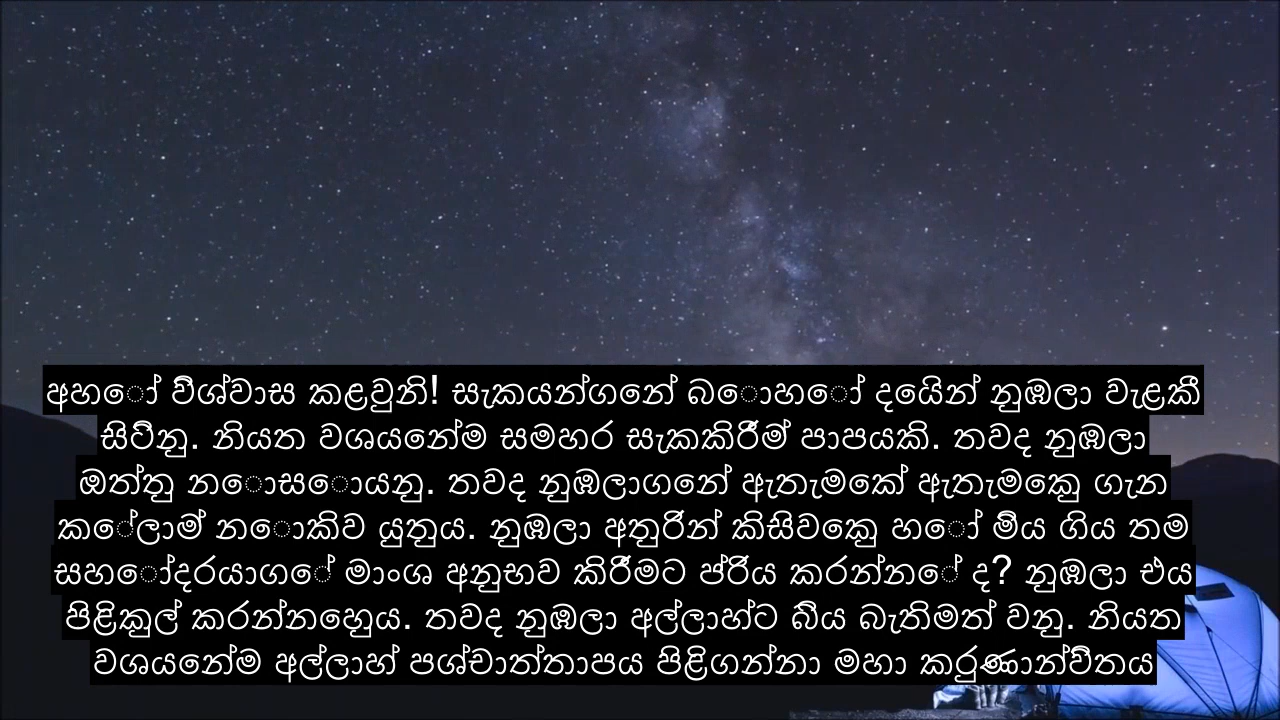 අහෝ විශ්වාස කළවුනි! සැකයන්ගෙන් බොහෝ දෙයින් නුඹලා වැළකී
සිටිනු. නියත වශයෙන්ම සමහර සැකකිරීම් පාපයකි. තවද නුඹලා
ඔත්තු නොසොයනු. තවද නුඹලාගෙන් ඇතැමෙක් ඇතැමෙකු ගැන
කේලාම් නොකිව යුතුය. නුඹලා අතුරින් කිසිවෙකු හෝ මිය ගිය තම
සහෝදරයාගේ මාංශ අනුභව කිරීමට ප්රිය කරන්නේ ද? නුඹලා එය
පිළිකුල් කරන්නෙහුය. තවද නුඹලා අල්ලාහ්ට බිය බැතිමත් වනු. නියත
වශයෙන්ම අල්ලාහ් පශ්චාත්තාපය පිළිගන්නා මහා කරුණාන්විතය